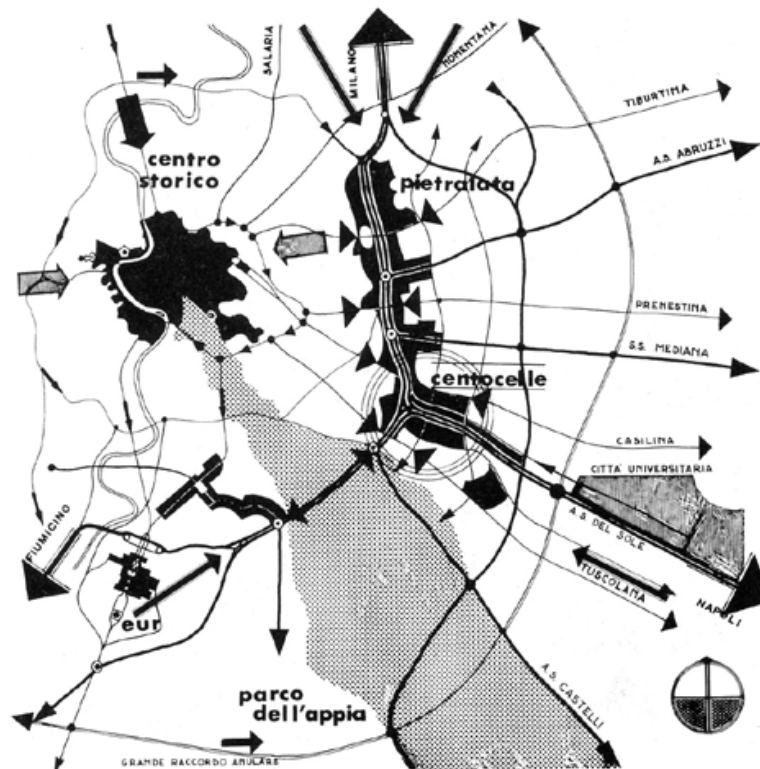 SALARIA
MILANO
NOMENTANA
TIBURTIMA
A.S. ABRUZZI
centro
storico
pietralata
PRENESTINA
S.S. MEDIANA
centocelle
CASILINA
CITTÀ UNIVERSITARIA
A.S. DEL SOLE
TUSCOLANA
NAPOLI
FIUMICINO
eur
A.S. CASTELLI
parco
dell'appia
GRANDE RACCORDO ANULARE